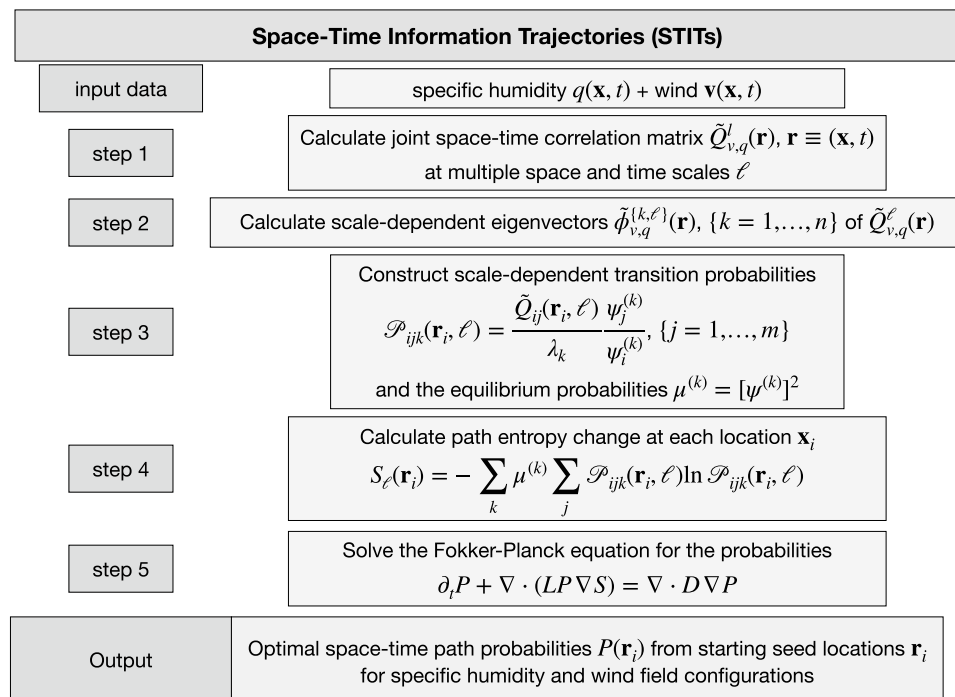 Space-Time Information Trajectories (STITs)
input data
specific humidity q(𝐱, t) + wind 𝐯(𝐱, t)
step 1
Calculate joint space-time correlation matrix Q̃ˡᵥ,q(𝐫), 𝐫 ≡ (𝐱, t)
at multiple space and time scales ℓ
step 2
Calculate scale-dependent eigenvectors ϕ̃_{v,q}^{{k,ℓ}}(𝐫), {k = 1,…,n} of Q̃_{v,q}^{ℓ}(𝐫)
step 3
Construct scale-dependent transition probabilities
𝒫_{ijk}(𝐫_i, ℓ) = \frac{Q̃_{ij}(𝐫_i, ℓ)}{λ_k} \frac{ψ_j^{(k)}}{ψ_i^{(k)}}, {j = 1,…,m}
and the equilibrium probabilities μ^{(k)} = [ψ^{(k)}]^2
step 4
Calculate path entropy change at each location 𝐱_i
S_ℓ(𝐫_i) = − ∑_k μ^{(k)} ∑_j 𝒫_{ijk}(𝐫_i, ℓ)ln 𝒫_{ijk}(𝐫_i, ℓ)
step 5
Solve the Fokker-Planck equation for the probabilities
∂_t P + ∇ · (LP ∇S) = ∇ · D ∇P
Output
Optimal space-time path probabilities P(𝐫_i) from starting seed locations 𝐫_i
for specific humidity and wind field configurations